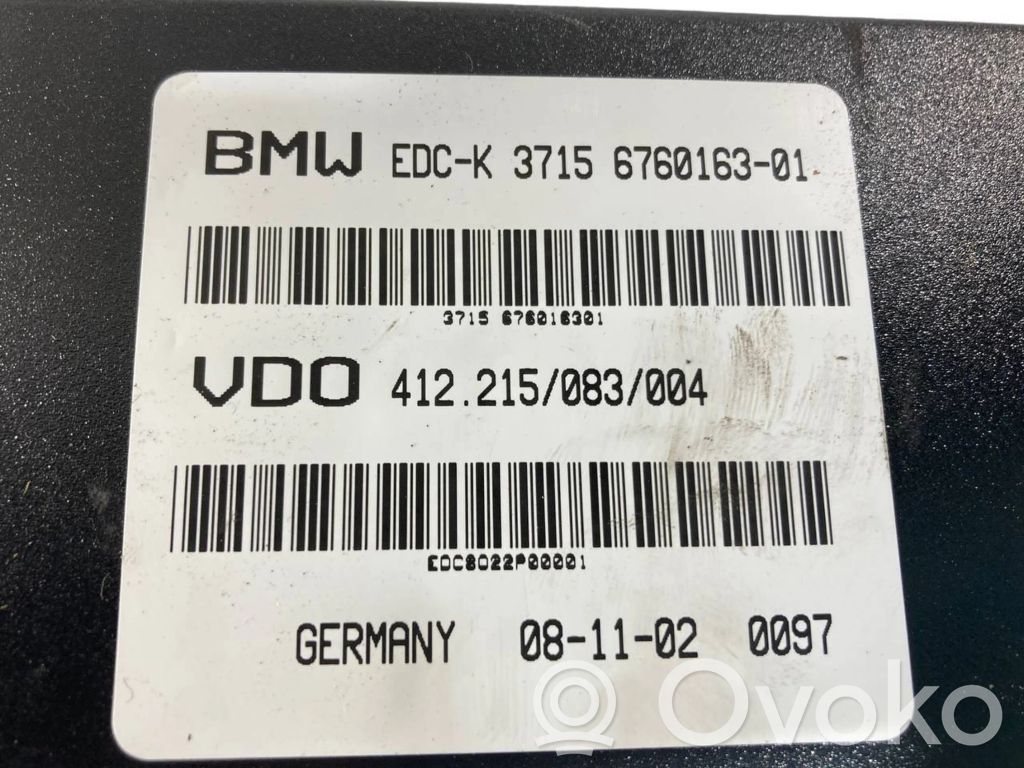 BMW EDC-K 3715 6760163-01
3715 676016301
VDO 412.215/083/004
EDC8022P00001
GERMANY 08-11-02 0097
Ovoko